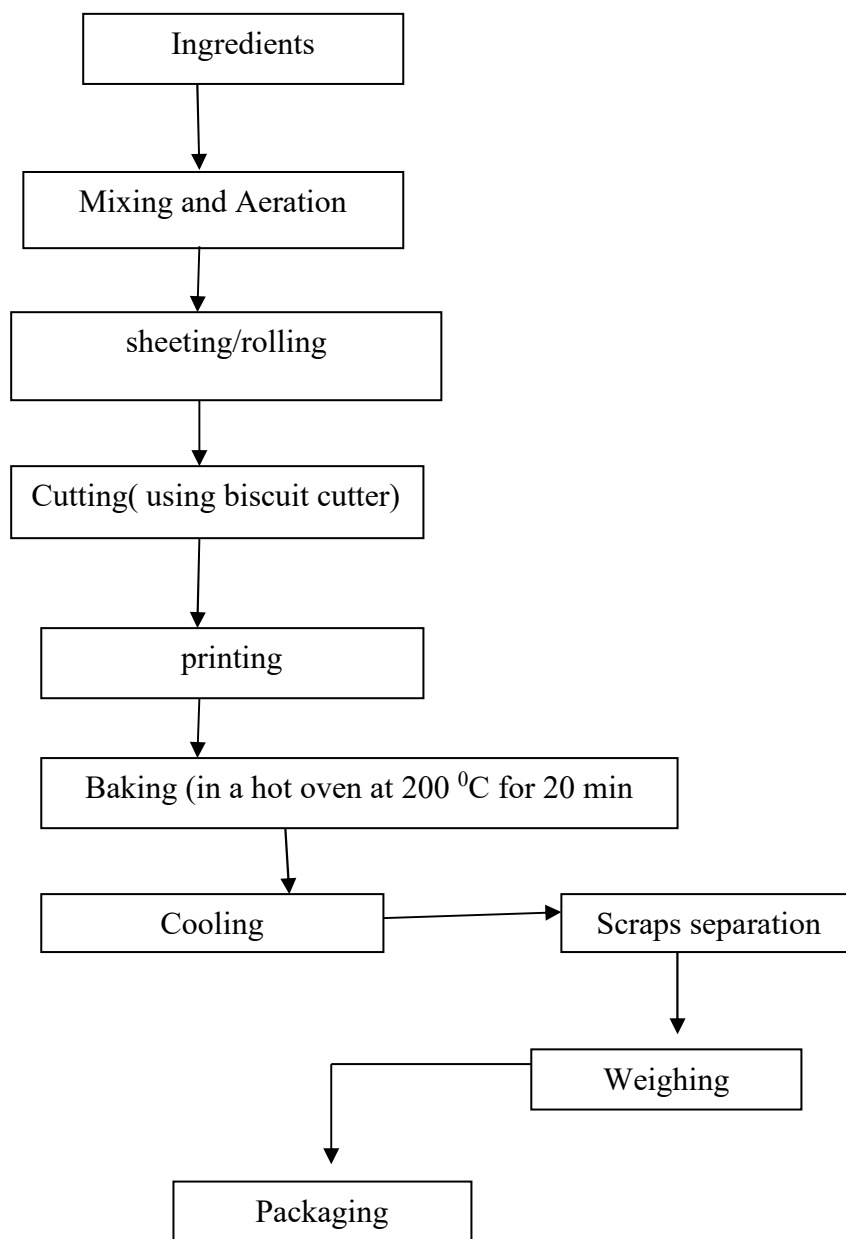 Ingredients
Mixing and Aeration
sheeting/rolling
Cutting( using biscuit cutter)
printing
Baking (in a hot oven at 200 ⁰C for 20 min
Cooling
Scraps separation
Weighing
Packaging